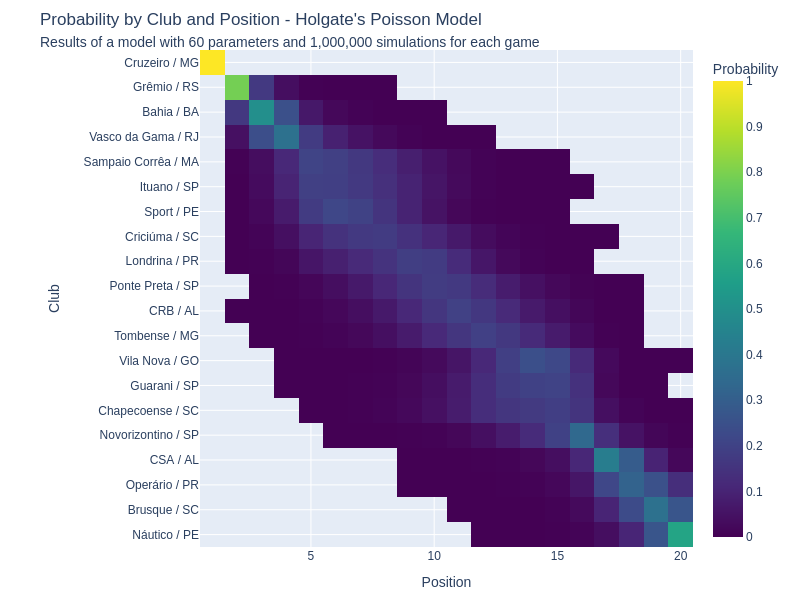 Probability by Club and Position - Holgate's Poisson Model
Results of a model with 60 parameters and 1,000,000 simulations for each game
Probability
Club
Cruzeiro / MG
Grêmio / RS
Bahia / BA
Vasco da Gama / RJ
Sampaio Corrêa / MA
Ituano / SP
Sport / PE
Criciúma / SC
Londrina / PR
Ponte Preta / SP
CRB / AL
Tombense / MG
Vila Nova / GO
Guarani / SP
Chapecoense / SC
Novorizontino / SP
CSA / AL
Operário / PR
Brusque / SC
Náutico / PE
5 10 15 20
Position
1
0.9
0.8
0.7
0.6
0.5
0.4
0.3
0.2
0.1
0